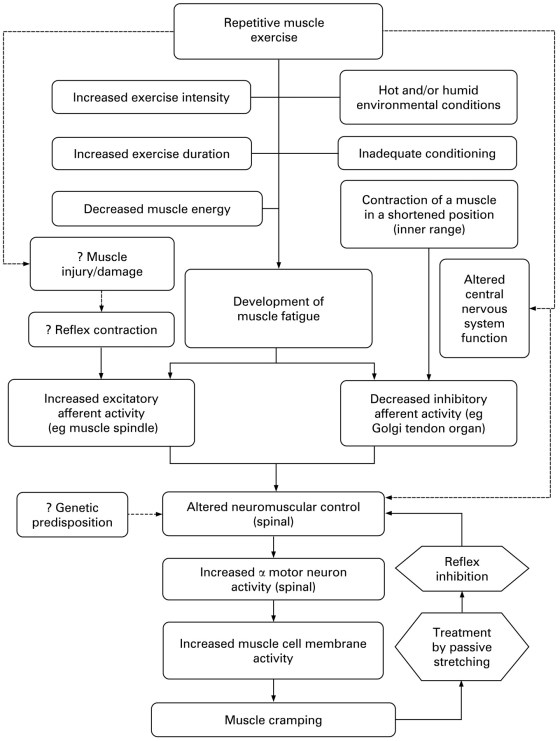 Repetitive muscle
exercise
Increased exercise intensity
Hot and/or humid
environmental conditions
Increased exercise duration
Inadequate conditioning
Decreased muscle energy
Contraction of a muscle
in a shortened position
(inner range)
? Muscle
injury/damage
Development of
muscle fatigue
Altered
central
nervous
system
function
? Reflex contraction
Increased excitatory
afferent activity
(eg muscle spindle)
Decreased inhibitory
afferent activity (eg
Golgi tendon organ)
? Genetic
predisposition
Altered neuromuscular control
(spinal)
Increased α motor neuron
activity (spinal)
Reflex
inhibition
Increased muscle cell membrane
activity
Treatment
by passive
stretching
Muscle cramping